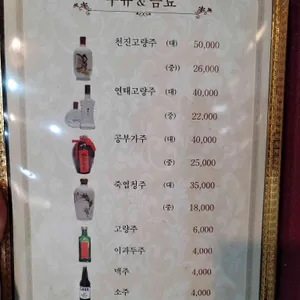 주류 & 음료
천진고량주 (대) 50,000
(중)) 26,000
연태고량주 (대) 40,000
(중) 22,000
공부가주 (대) 40,000
(중) 25,000
죽엽청주 (대) 35,000
(중) 18,000
고량주 6,000
이과두주 4,000
맥주 4,000
소주 4,000